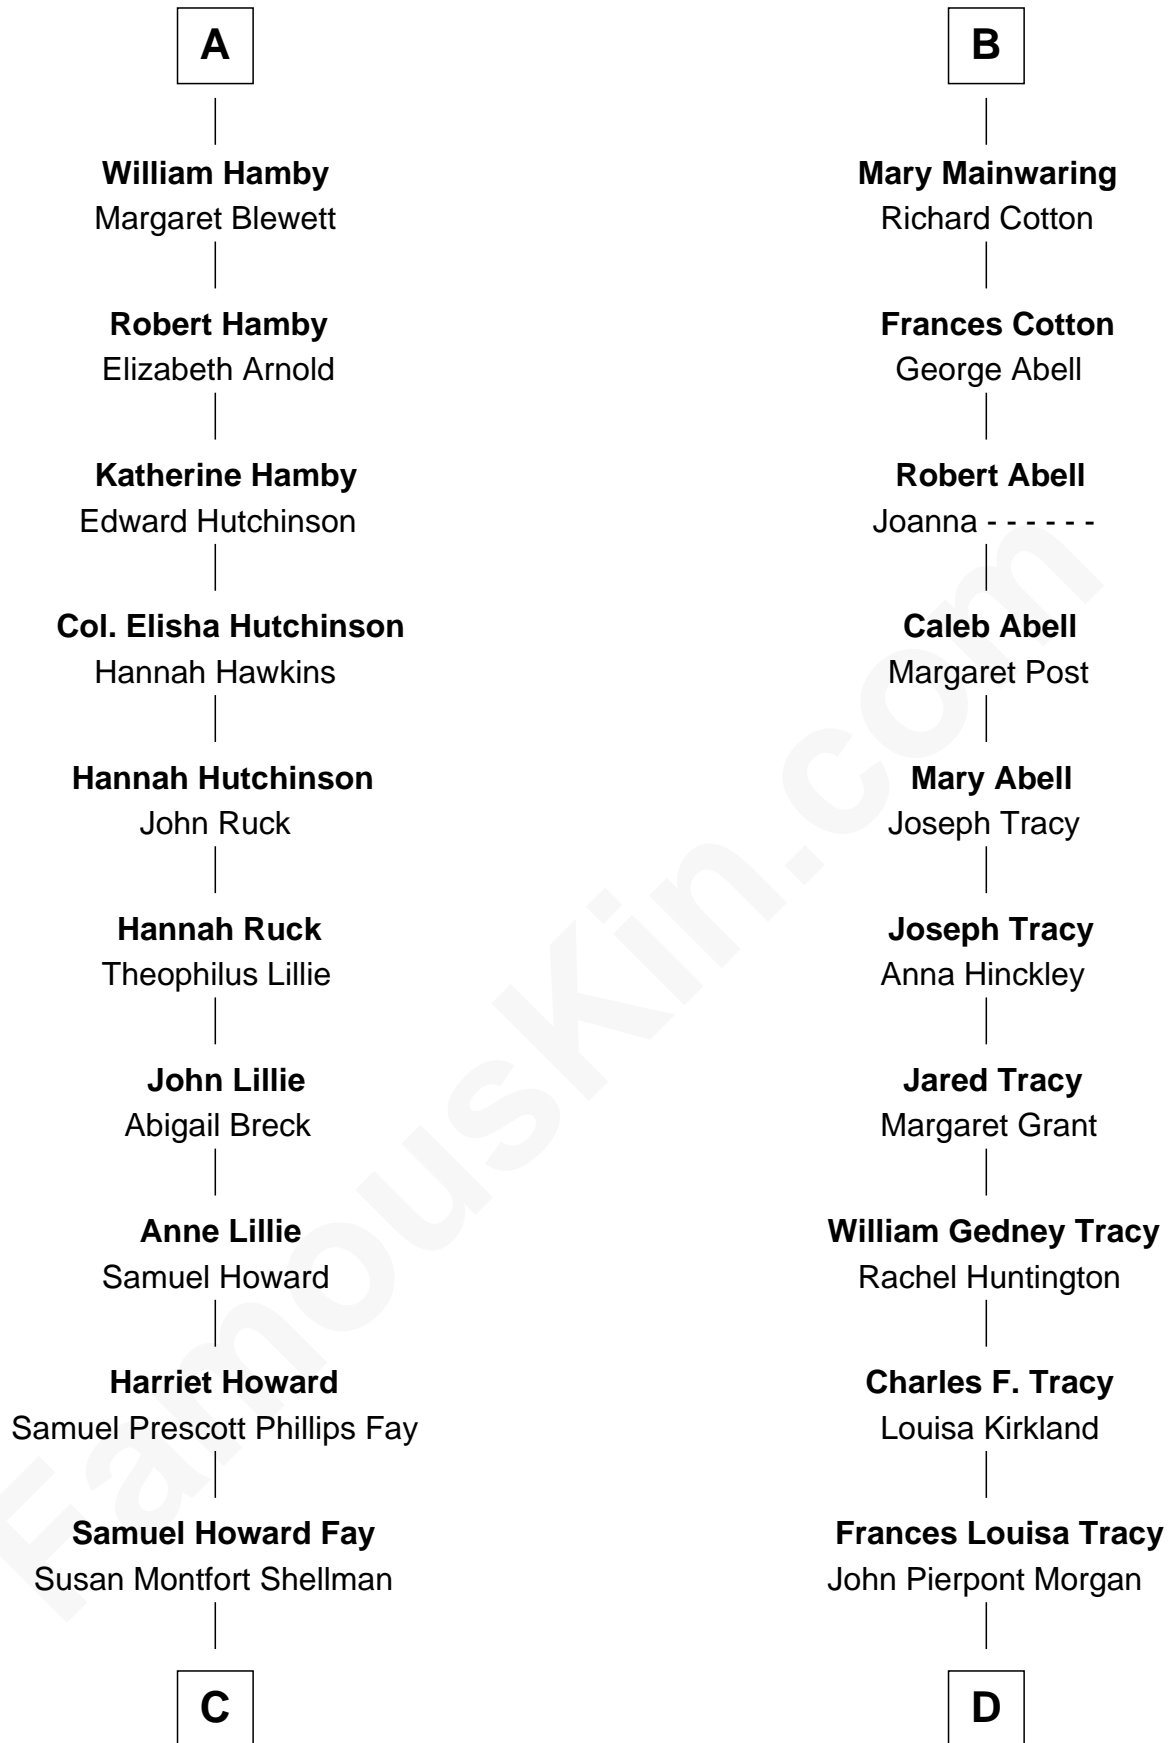 A
William Hamby
Margaret Blewett
Robert Hamby
Elizabeth Arnold
Katherine Hamby
Edward Hutchinson
Col. Elisha Hutchinson
Hannah Hawkins
Hannah Hutchinson
John Ruck
Hannah Ruck
Theophilus Lillie
John Lillie
Abigail Breck
Anne Lillie
Samuel Howard
Harriet Howard
Samuel Prescott Phillips Fay
Samuel Howard Fay
Susan Montfort Shellman
C
B
Mary Mainwaring
Richard Cotton
Frances Cotton
George Abell
Robert Abell
Joanna - - - - - -
Caleb Abell
Margaret Post
Mary Abell
Joseph Tracy
Joseph Tracy
Anna Hinckley
Jared Tracy
Margaret Grant
William Gedney Tracy
Rachel Huntington
Charles F. Tracy
Louisa Kirkland
Frances Louisa Tracy
John Pierpont Morgan
D
FamousKin.com